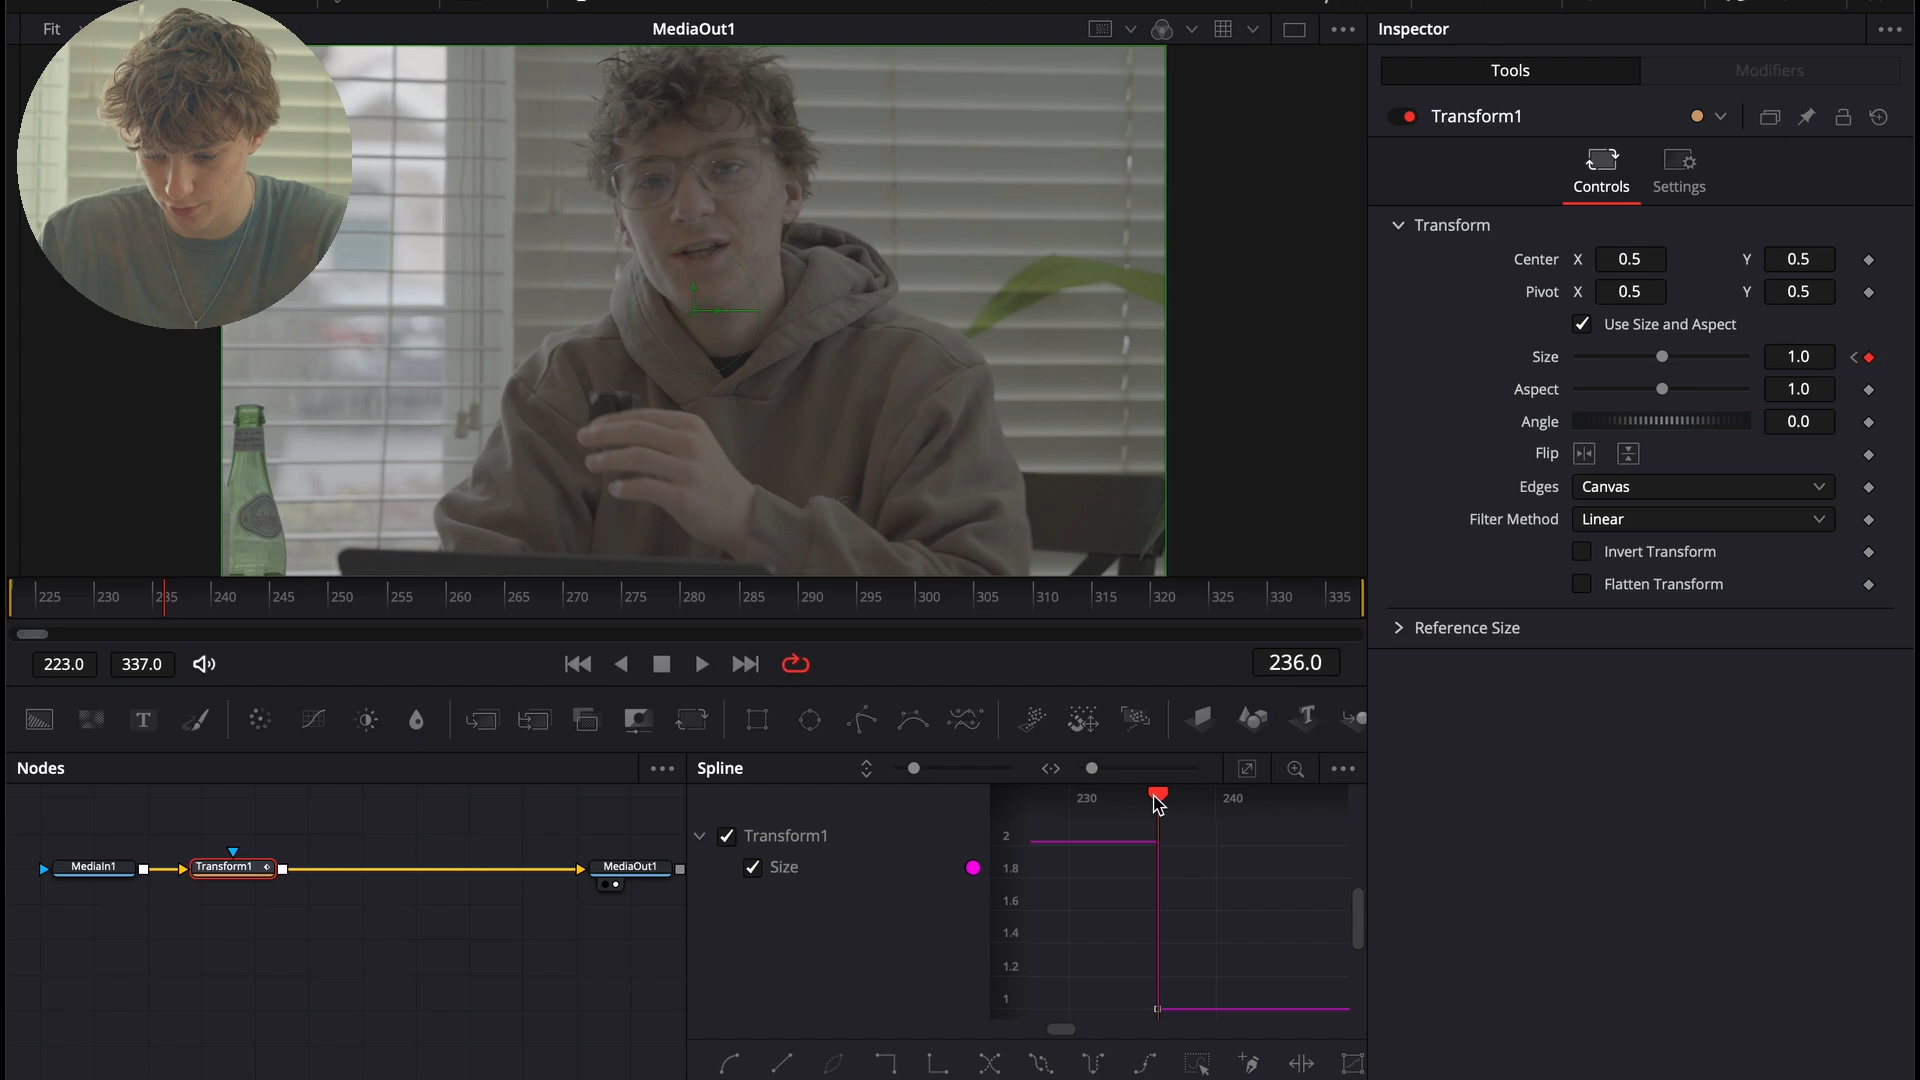 Fit
MediaOut1
Inspector
Tools
Modifiers
Transform1
Controls
Settings
Transform
Center X 0.5 Y 0.5
Pivot X 0.5 Y 0.5
Use Size and Aspect
Size 1.0
Aspect 1.0
Angle 0.0
Flip
Edges Canvas
Filter Method Linear
Invert Transform
Flatten Transform
Reference Size
225 230 235 240 245 250 255 260 265 270 275 280 285 290 295 300 305 310 315 320 325 330 335
223.0 337.0 236.0
T T
Nodes
Spline
MediaIn1 Transform1 MediaOut1
230 240
Transform1
Size
2
1.8
1.6
1.4
1.2
1